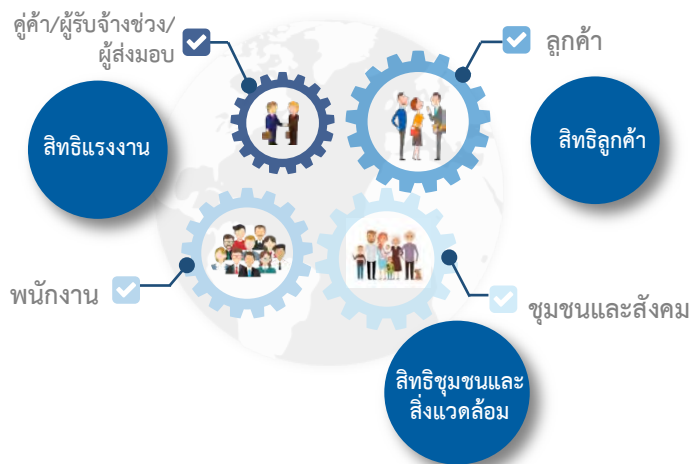 คู่ค้า/ผู้รับจ้างช่วง/
ผู้ส่งมอบ
ลูกค้า
สิทธิแรงงาน
สิทธิลูกค้า
พนักงาน
ชุมชนและสังคม
สิทธิชุมชนและ
สิ่งแวดล้อม